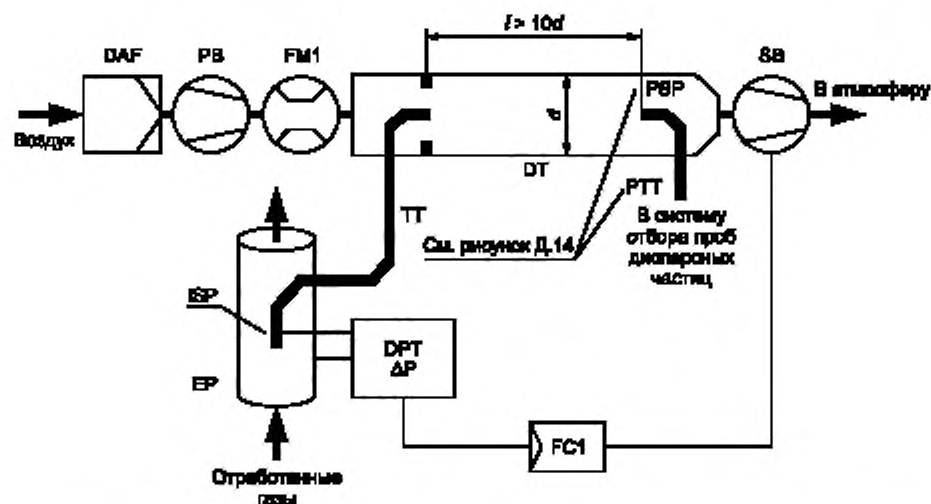 l > 10d
DAF
PB
FM1
SB
Воздух
d
PSP
В атмосферу
DT
PTT
TT
В систему
отбора проб
дисперсных
частиц
См. рисунок Д.14
ISP
DPT
ΔP
EP
FC1
Отработанные
газы